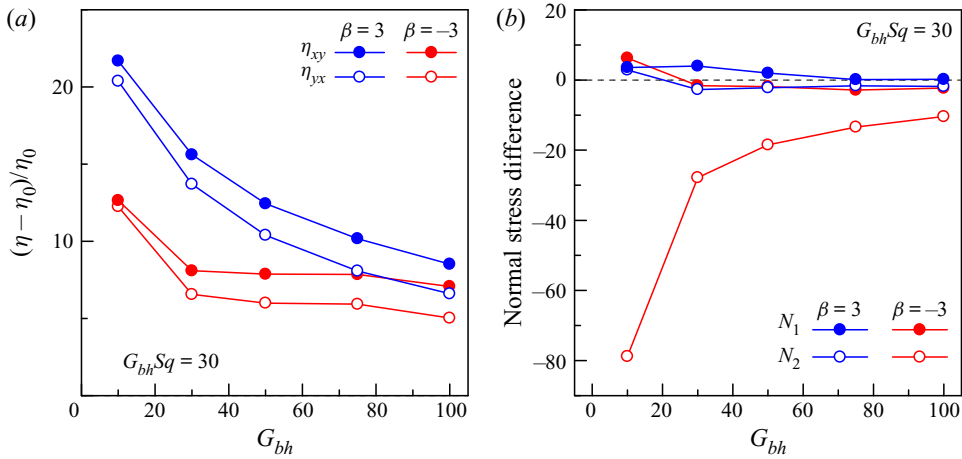 (a)
β = 3 β = –3
η_xy
η_yx
20
10
0
(η – η_0)/η_0
G_bh Sq = 30
0 20 40 60 80 100
G_bh
(b)
G_bh Sq = 30
20
0
–20
–40
–60
–80
Normal stress difference
β = 3 β = –3
N_1
N_2
0 20 40 60 80 100
G_bh